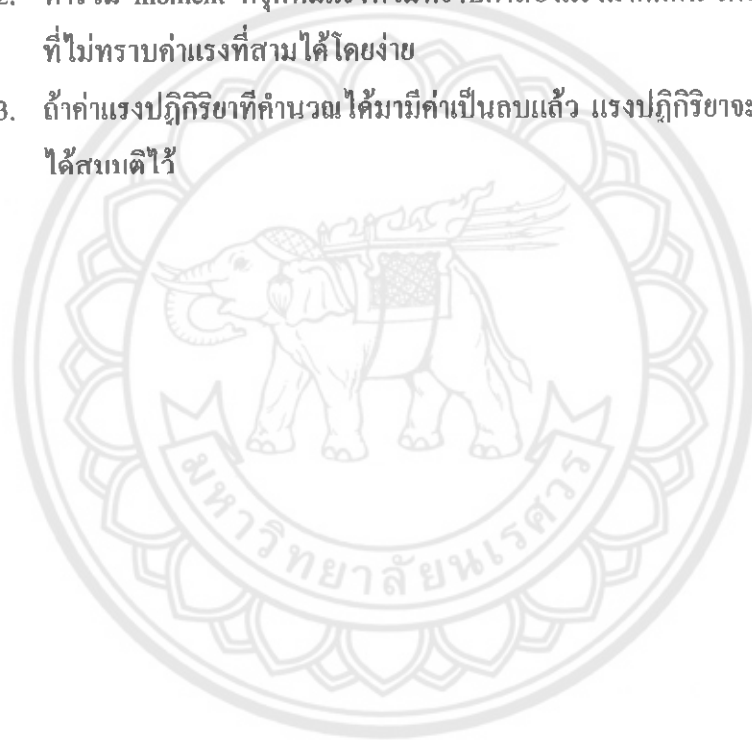 2. moment
ที่ไม่ทราบค่าแรงที่สามได้โดยง่าย
3. ถ้าค่าแรงปฏิกิริยาที่คำนวณได้มามีค่าเป็นลบแล้ว แรงปฏิกิริยาจะ
ได้สมมติไว้
มหาวิทยาลัยนเรศวร